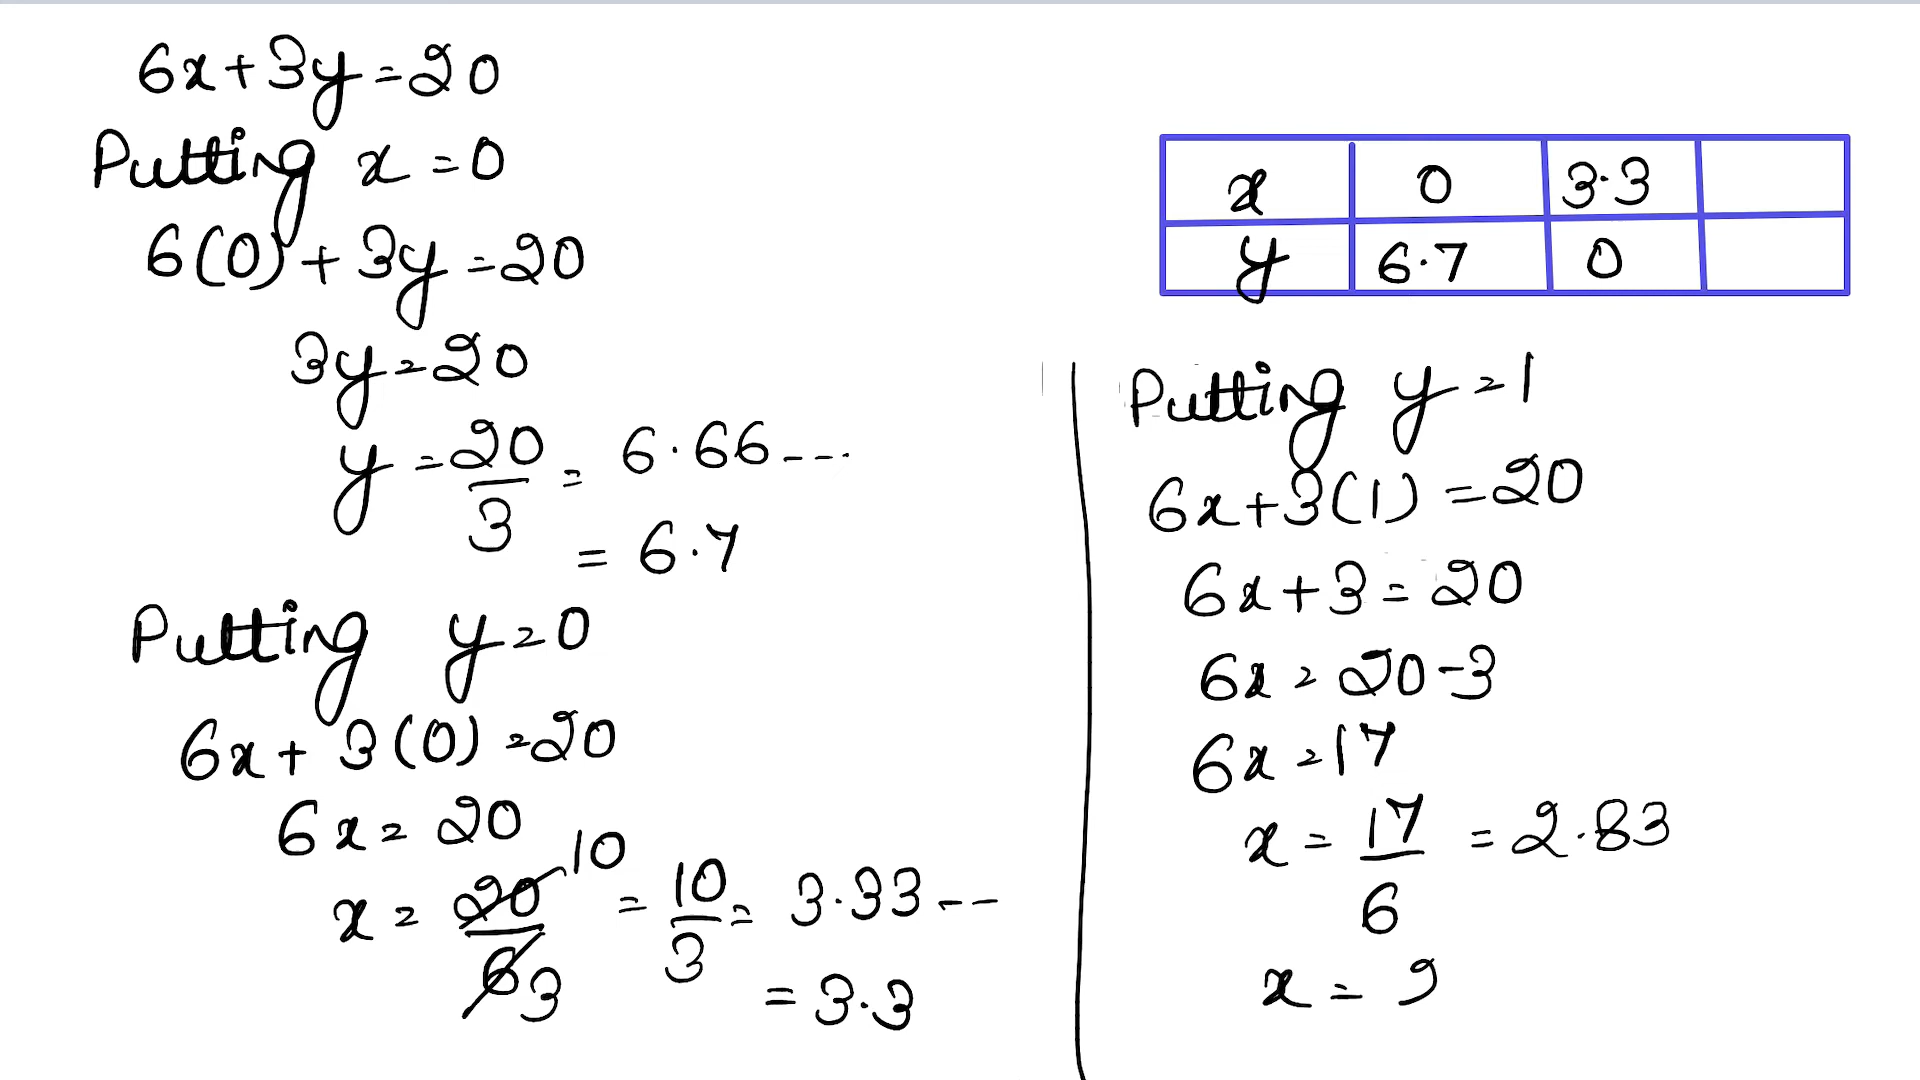 6x+3y=20
Putting x=0
6(0)+3y=20
3y=20
y=20/3=6.66---
=6.7
Putting y=0
6x+3(0)=20
6x=20
x=20/6 10/3=10/3=3.33--
=3.3
x 0 3.3
y 6.7 0
Putting y=1
6x+3(1)=20
6x+3=20
6x=20-3
6x=17
x=17/6=2.83
x=